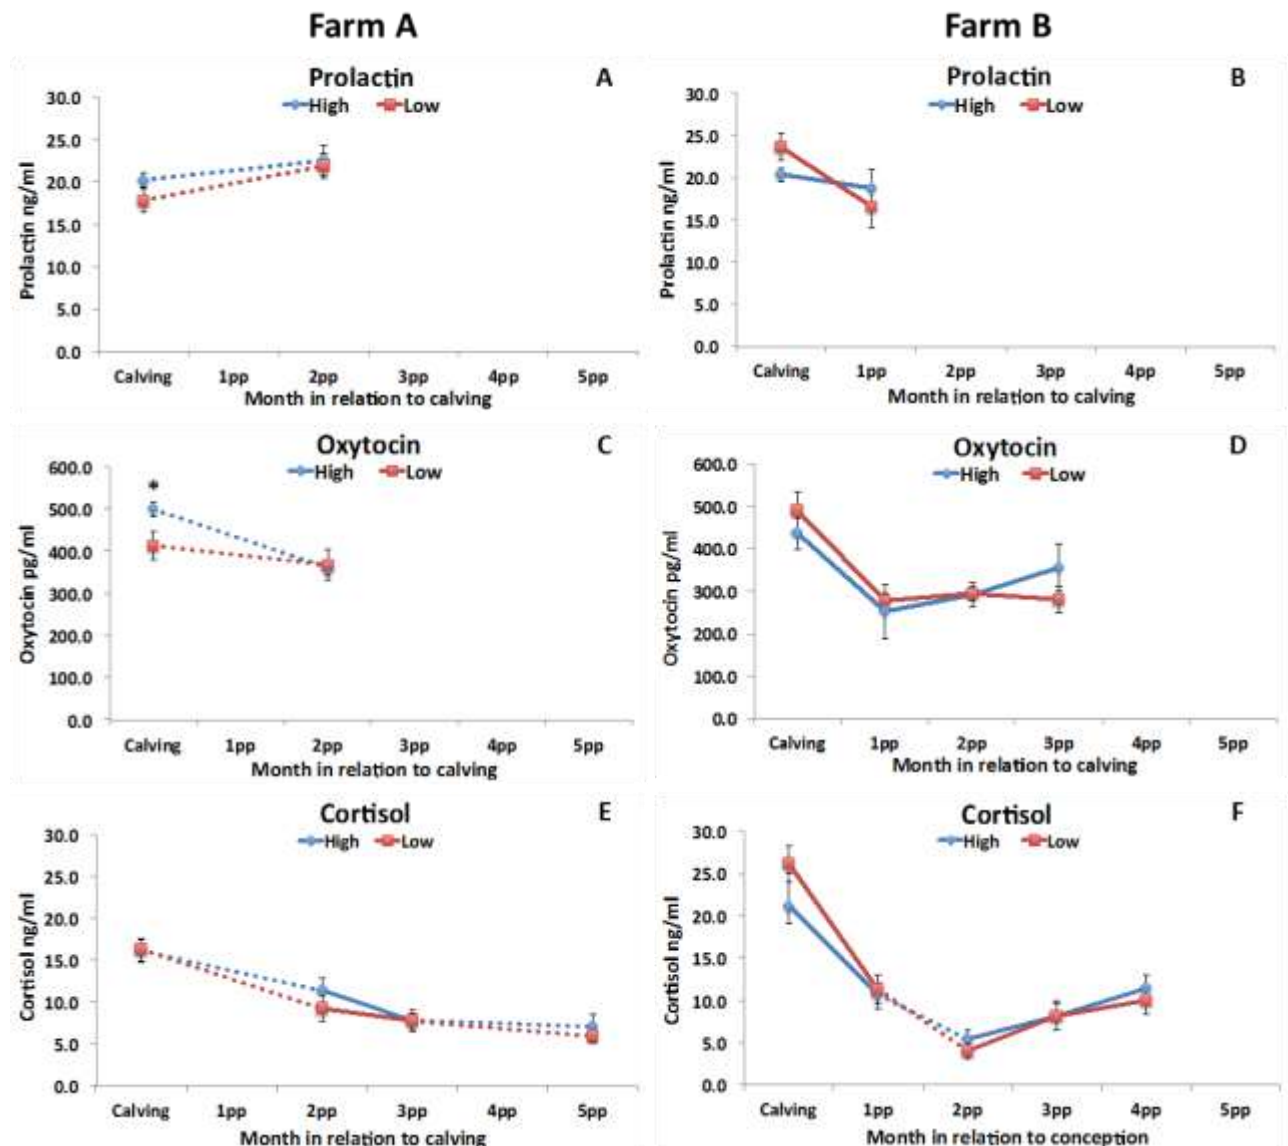 Farm A
Farm B
Prolactin
A
High
Low
Prolactin ng/ml
30.0
25.0
20.0
15.0
10.0
5.0
0.0
Calving 1pp 2pp 3pp 4pp 5pp
Month in relation to calving
Prolactin
B
High
Low
Prolactin ng/ml
30.0
25.0
20.0
15.0
10.0
5.0
0.0
Calving 1pp 2pp 3pp 4pp 5pp
Month in relation to calving
Oxytocin
C
High
Low
Oxytocin pg/ml
600.0
500.0
400.0
300.0
200.0
100.0
0.0
*
Calving 1pp 2pp 3pp 4pp 5pp
Month in relation to calving
Oxytocin
D
High
Low
Oxytocin pg/ml
600.0
500.0
400.0
300.0
200.0
100.0
0.0
Calving 1pp 2pp 3pp 4pp 5pp
Month in relation to calving
Cortisol
E
High
Low
Cortisol ng/ml
30.0
25.0
20.0
15.0
10.0
5.0
0.0
Calving 1pp 2pp 3pp 4pp 5pp
Month in relation to calving
Cortisol
F
High
Low
Cortisol ng/ml
30.0
25.0
20.0
15.0
10.0
5.0
0.0
Calving 1pp 2pp 3pp 4pp 5pp
Month in relation to conception